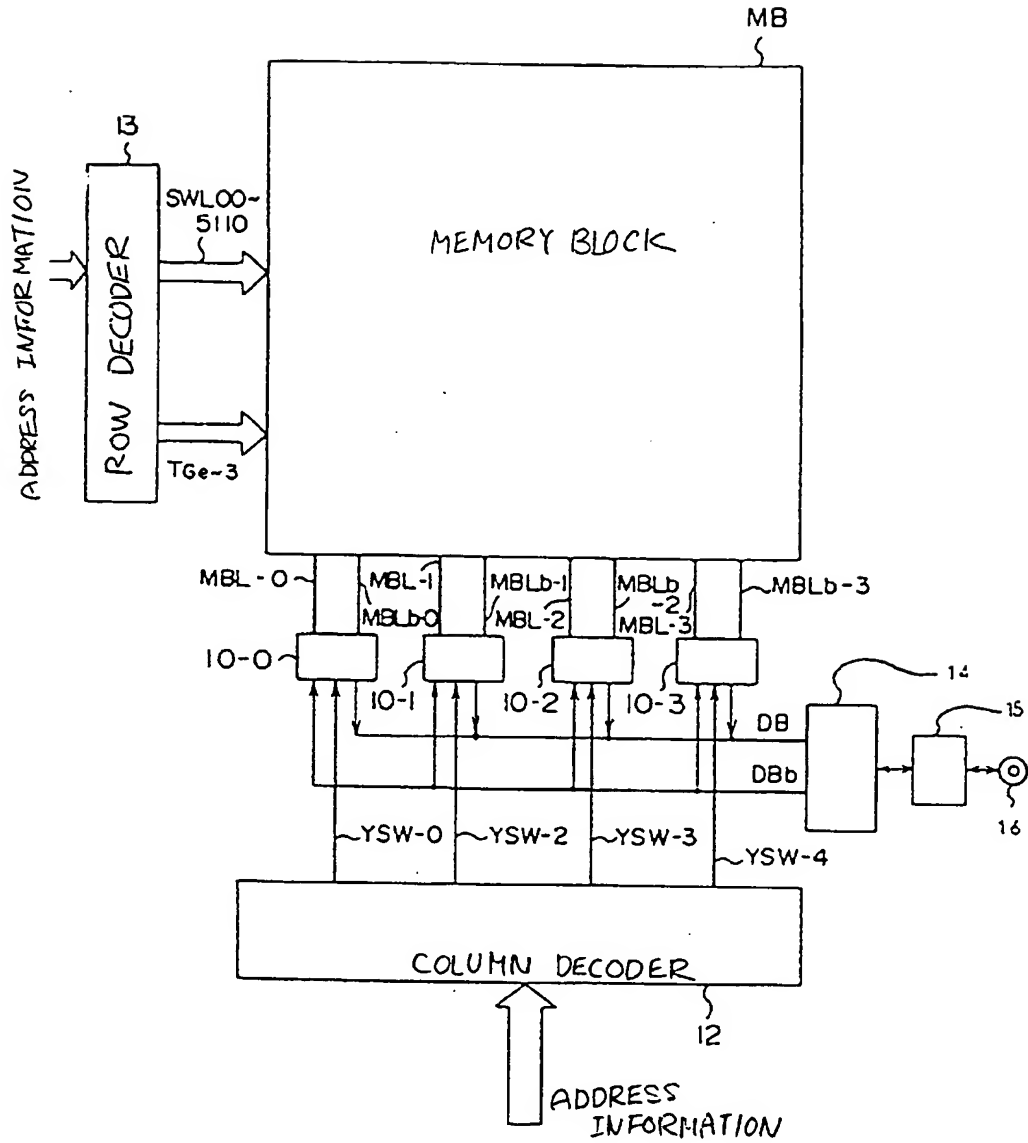 MB
13
ADDRESS INFORMATION
ROW DECODER
SWL00~
5110
MEMORY BLOCK
TGe~3
MBL-0
MBLb-0
MBL-1
MBLb-1
MBL-2
MBLb
-2
MBL-3
MBLb-3
10-0
10-1
10-2
10-3
14
15
DB
DBb
16
YSW-0
YSW-2
YSW-3
YSW-4
COLUMN DECODER
12
ADDRESS
INFORMATION